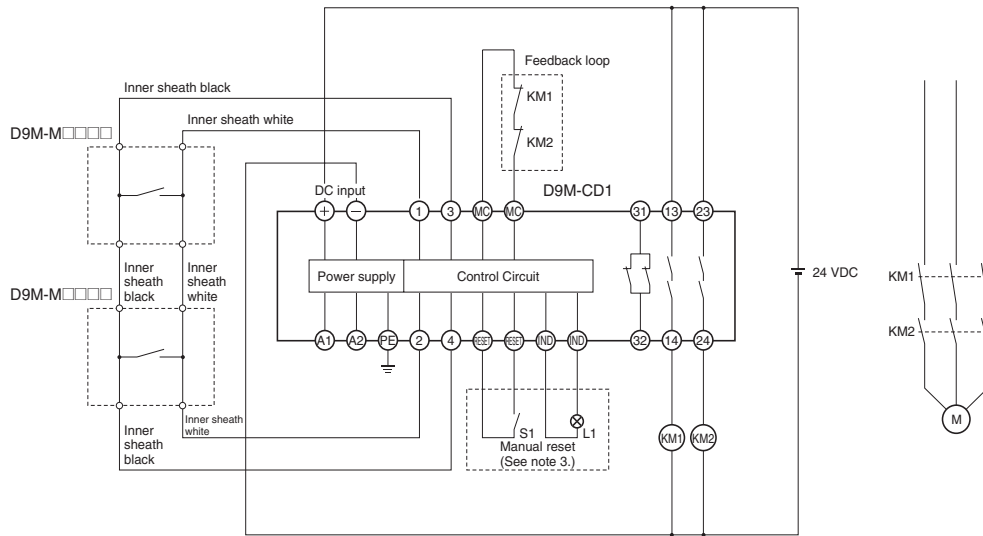 Feedback loop
Inner sheath black
KM1
D9M-M□□□□
Inner sheath white
KM2
D9M-CD1
DC input
+ − 1 3 MC MC 31 13 23
Inner sheath black
Inner sheath white
Power supply
Control Circuit
24 VDC
KM1
D9M-M□□□□
KM2
A1 A2 PE 2 4 RESET RESET IND IND 32 14 24
Inner sheath white
Inner sheath black
S1
L1
Manual reset
(See note 3.)
KM1
KM2
M